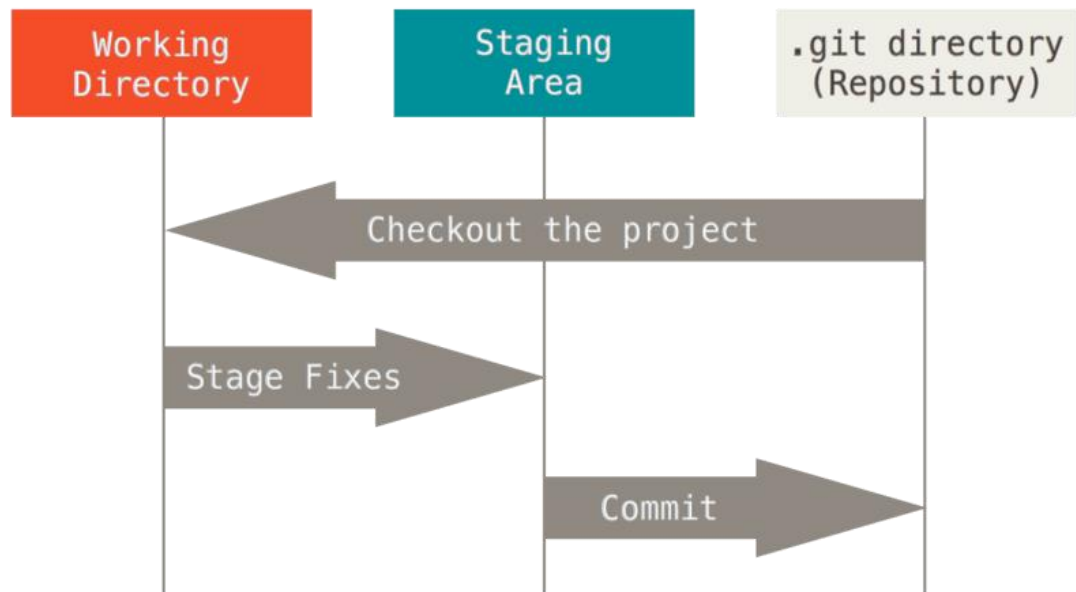 Working
Directory
Staging
Area
.git directory
(Repository)
Checkout the project
Stage Fixes
Commit